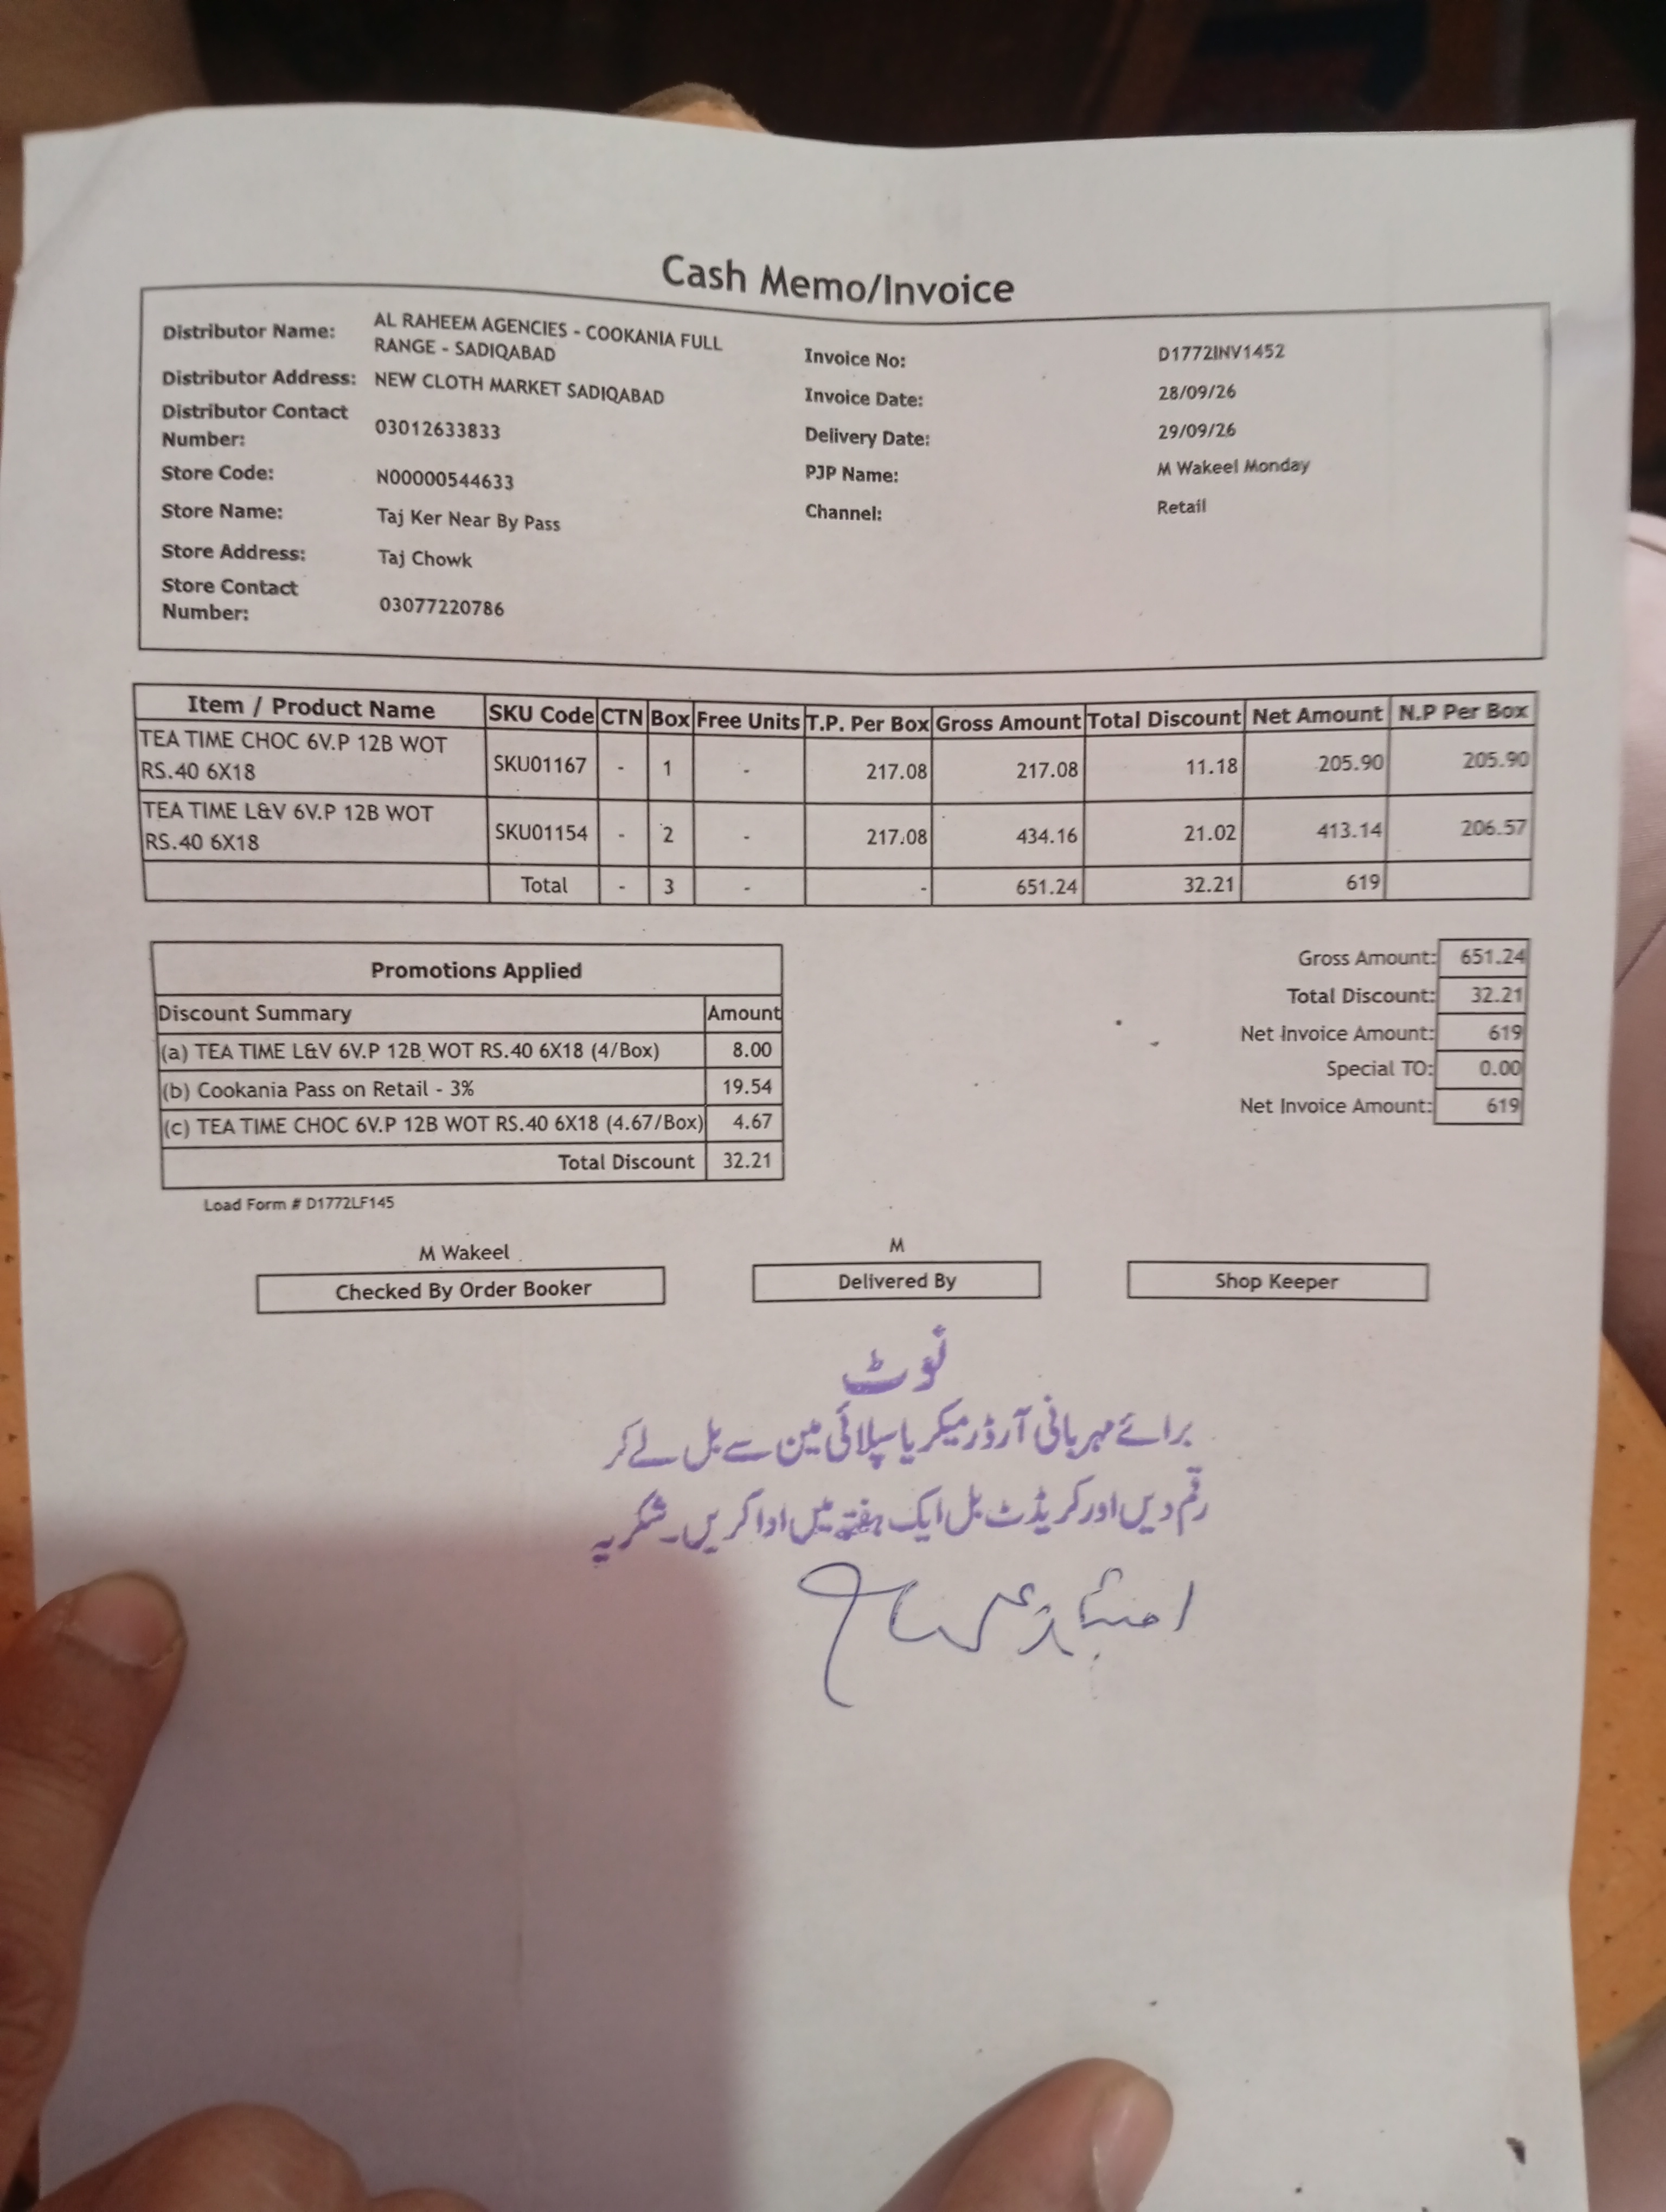 Cash Memo/Invoice
Distributor Name: AL RAHEEM AGENCIES - COOKANIA FULL RANGE - SADIQABAD
Distributor Address: NEW CLOTH MARKET SADIQABAD
Distributor Contact Number: 03012633833
Store Code: N00000544633
Store Name: Taj Ker Near By Pass
Store Address: Taj Chowk
Store Contact Number: 03077220786
Invoice No: D1772INV1452
Invoice Date: 28/09/26
Delivery Date: 29/09/26
PJP Name: M Wakeel Monday
Channel: Retail
Item / Product Name SKU Code CTN Box Free Units T.P. Per Box Gross Amount Total Discount Net Amount N.P Per Box
TEA TIME CHOC 6V.P 12B WOT RS.40 6X18 SKU01167 - 1 - 217.08 217.08 11.18 205.90 205.90
TEA TIME L&V 6V.P 12B WOT RS.40 6X18 SKU01154 - 2 - 217.08 434.16 21.02 413.14 206.57
Total - 3 - - 651.24 32.21 619
Promotions Applied
Discount Summary Amount
(a) TEA TIME L&V 6V.P 12B WOT RS.40 6X18 (4/Box) 8.00
(b) Cookania Pass on Retail - 3% 19.54
(c) TEA TIME CHOC 6V.P 12B WOT RS.40 6X18 (4.67/Box) 4.67
Total Discount 32.21
Gross Amount: 651.24
Total Discount: 32.21
Net Invoice Amount: 619
Special TO: 0.00
Net Invoice Amount: 619
Load Form # D1772LF145
M Wakeel
Checked By Order Booker
M
Delivered By
Shop Keeper
نوٹ
برائے مہربانی آرڈر میکر یا سپلائی مین سے بل لے کر
رقم دیں اور کریڈٹ بل ایک ہفتے میں ادا کریں۔ شکریہ